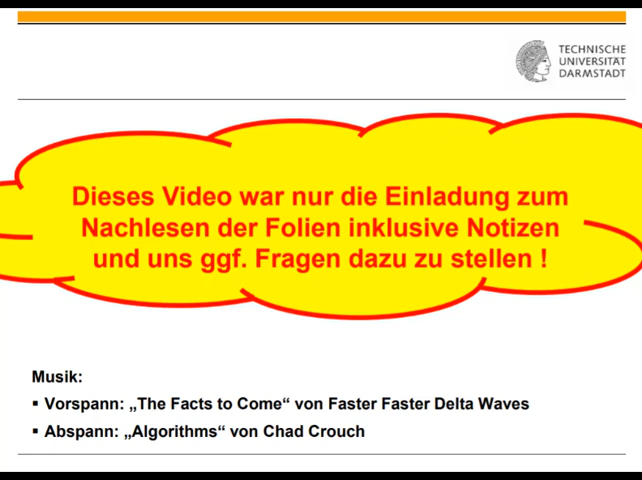 TECHNISCHE
UNIVERSITÄT
DARMSTADT
Dieses Video war nur die Einladung zum
Nachlesen der Folien inklusive Notizen
und uns ggf. Fragen dazu zu stellen !
Musik:
▪ Vorspann: „The Facts to Come“ von Faster Faster Delta Waves
▪ Abspann: „Algorithms“ von Chad Crouch